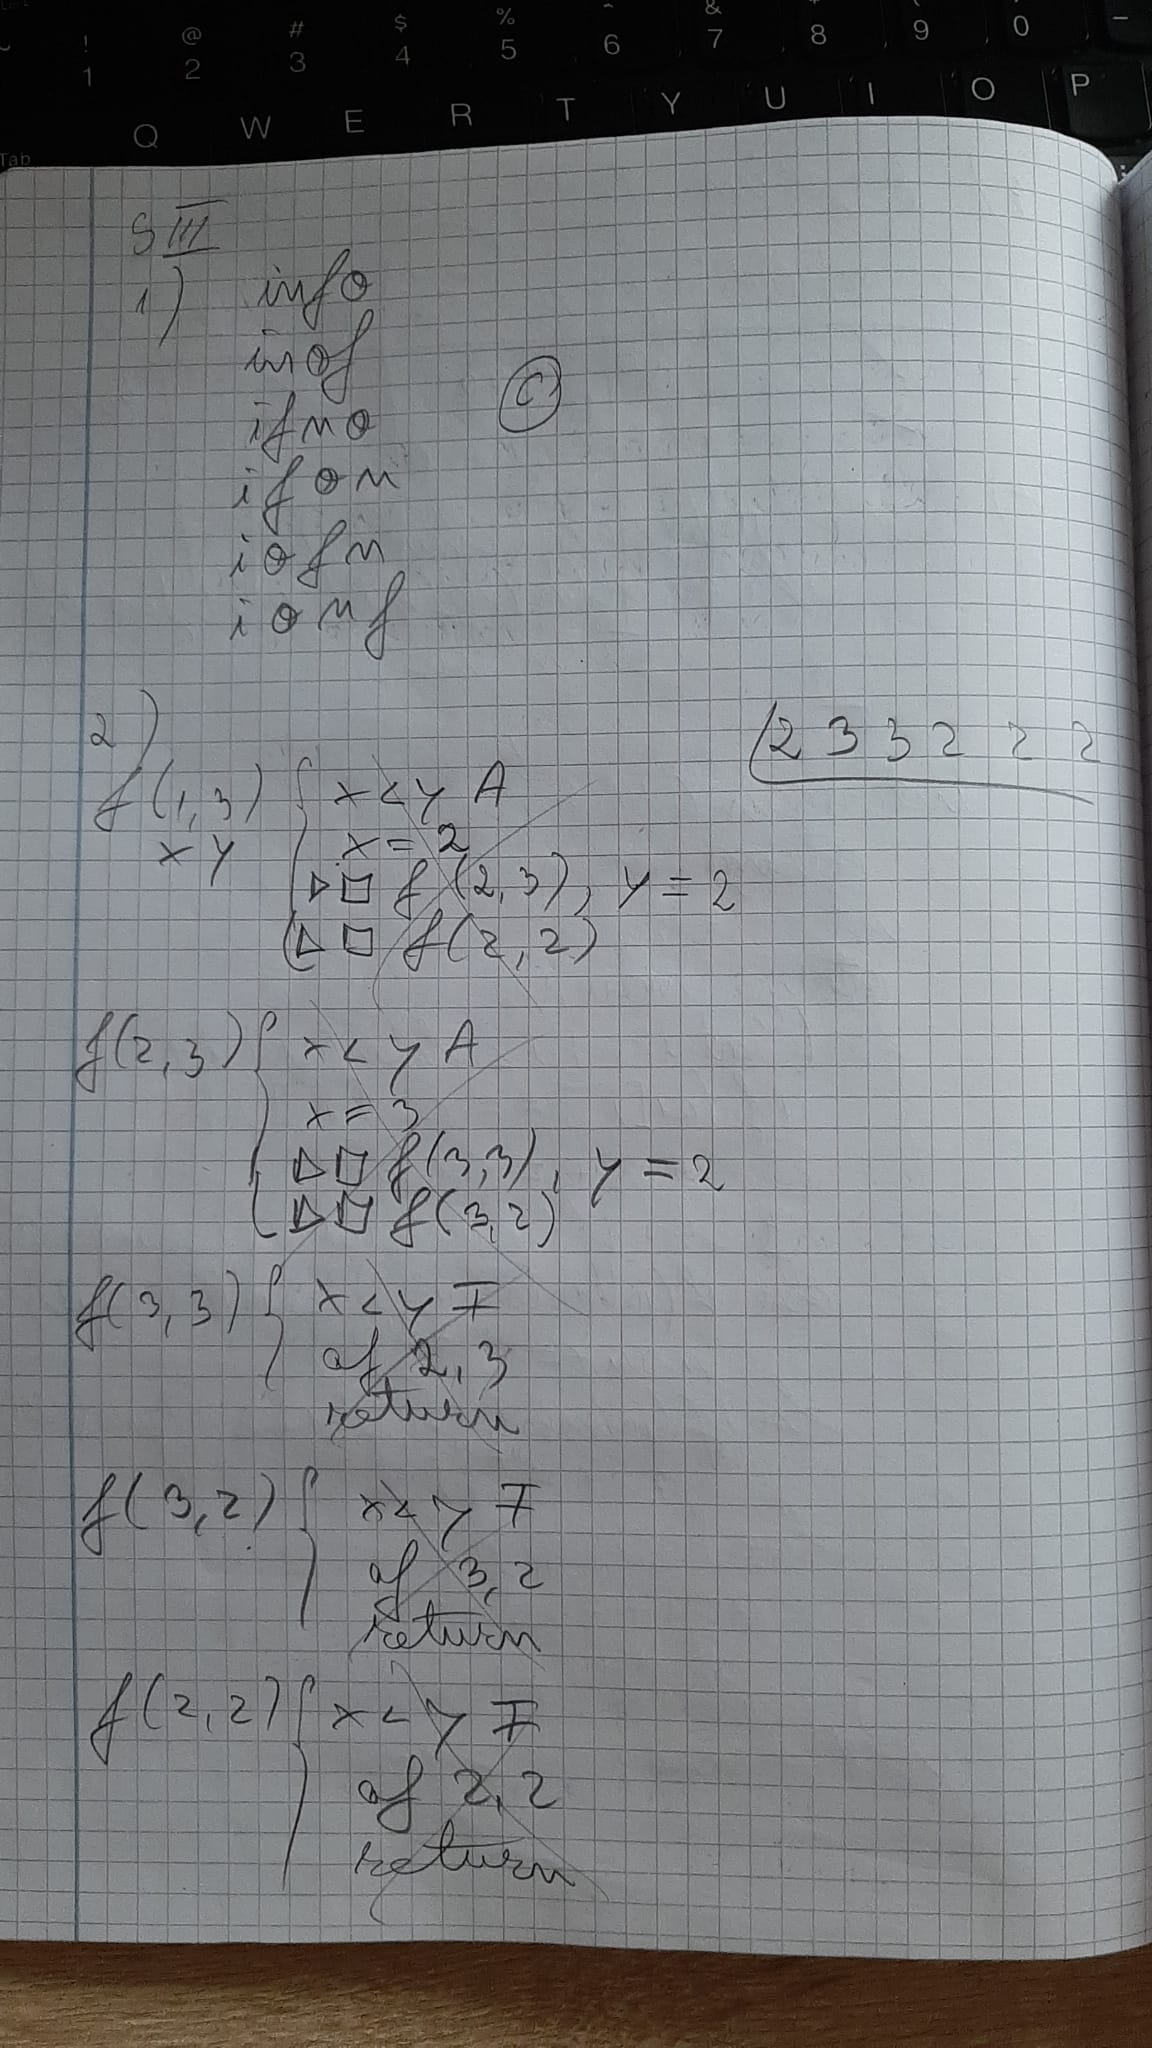 ! @ # $ % ^ & ( ) _
1 2 3 4 5 6 7 8 9 0
Tab Q W E R T Y U I O P
S III
1) info
inof
ifno
ifon
iofn
ionf
C
2)
2 3 3 2 2 2
f(1,3) { x<y A
x y x=2
▷□ f(2,3), y=2
▷□ f(2,2)
f(2,3) { x<y A
x=3
▷□ f(3,3), y=2
▷□ f(3,2)
f(3,3) { x<y F
af 2,3
return
f(3,2) { x<y F
af 3,2
return
f(2,2) { x<y F
af 2,2
return